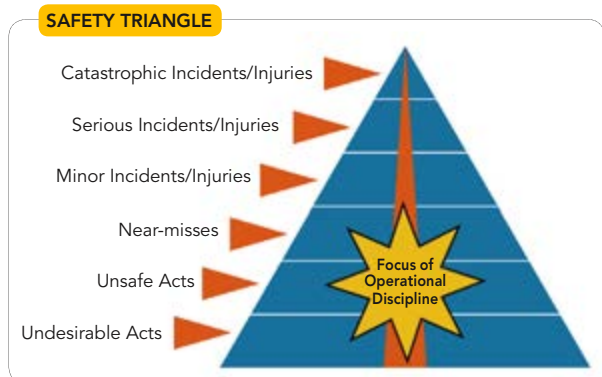 SAFETY TRIANGLE
Catastrophic Incidents/Injuries
Serious Incidents/Injuries
Minor Incidents/Injuries
Near-misses
Unsafe Acts
Undesirable Acts
Focus of
Operational
Discipline